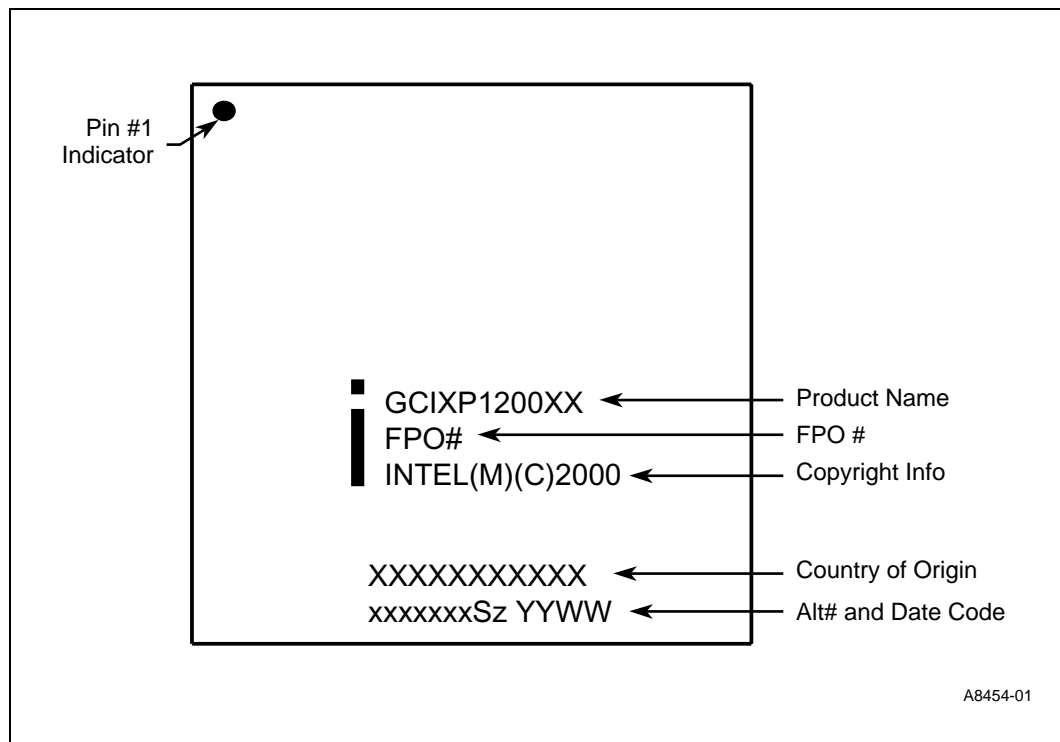 Pin #1
Indicator
GCIXP1200XX
Product Name
FPO#
FPO #
INTEL(M)(C)2000
Copyright Info
XXXXXXXXXXX
Country of Origin
xxxxxxxSz YYWW
Alt# and Date Code
A8454-01